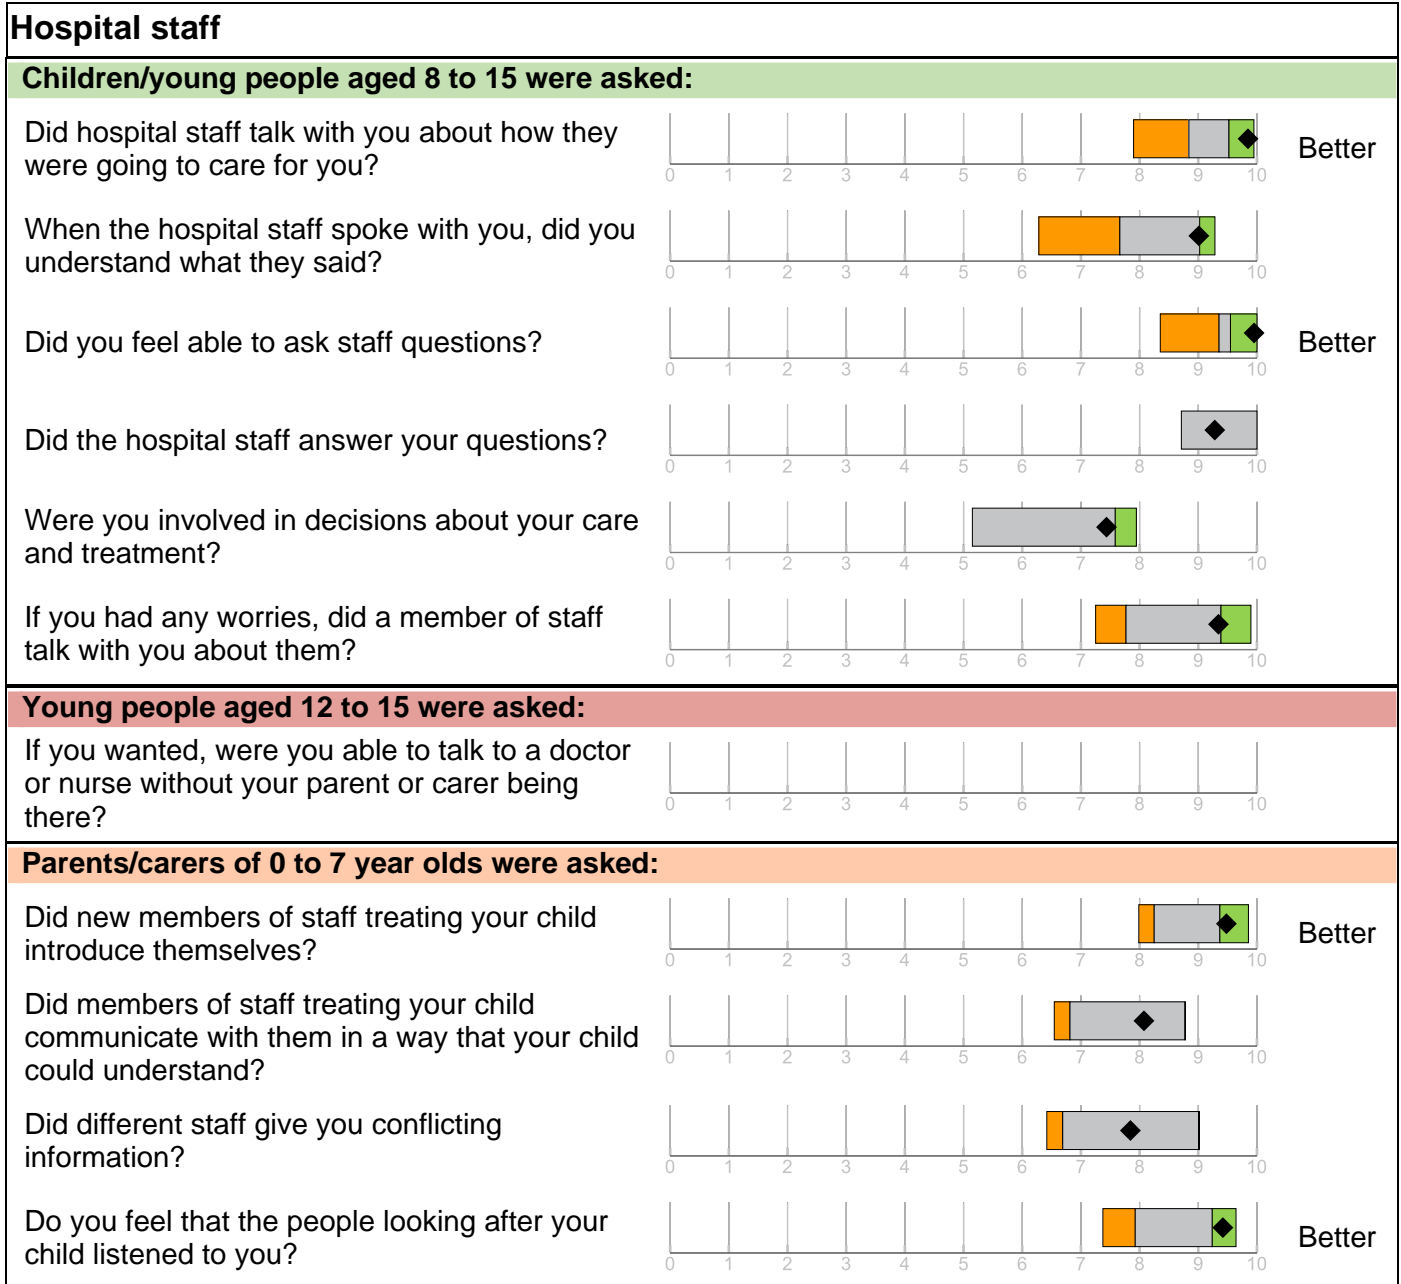 Hospital staff
Children/young people aged 8 to 15 were asked:
Did hospital staff talk with you about how they
were going to care for you?
0 1 2 3 4 5 6 7 8 9 10
Better
When the hospital staff spoke with you, did you
understand what they said?
0 1 2 3 4 5 6 7 8 9 10
Did you feel able to ask staff questions?
0 1 2 3 4 5 6 7 8 9 10
Better
Did the hospital staff answer your questions?
0 1 2 3 4 5 6 7 8 9 10
Were you involved in decisions about your care
and treatment?
0 1 2 3 4 5 6 7 8 9 10
If you had any worries, did a member of staff
talk with you about them?
0 1 2 3 4 5 6 7 8 9 10
Young people aged 12 to 15 were asked:
If you wanted, were you able to talk to a doctor
or nurse without your parent or carer being
there?
0 1 2 3 4 5 6 7 8 9 10
Parents/carers of 0 to 7 year olds were asked:
Did new members of staff treating your child
introduce themselves?
0 1 2 3 4 5 6 7 8 9 10
Better
Did members of staff treating your child
communicate with them in a way that your child
could understand?
0 1 2 3 4 5 6 7 8 9 10
Did different staff give you conflicting
information?
0 1 2 3 4 5 6 7 8 9 10
Do you feel that the people looking after your
child listened to you?
0 1 2 3 4 5 6 7 8 9 10
Better